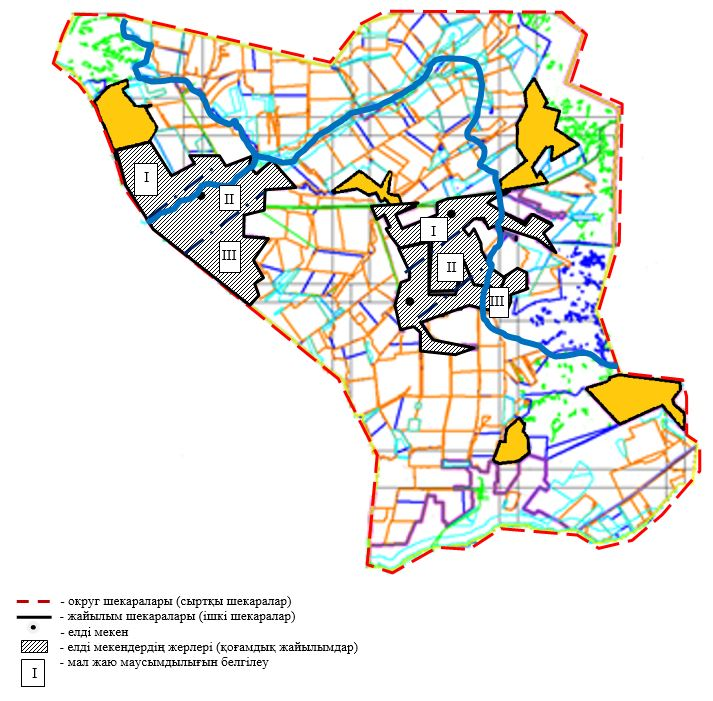 I
II
III
I
II
III
- округ шекаралары (сыртқы шекаралар)
- жайылым шекаралары (ішкі шекаралар)
- елді мекен
- елді мекендердің жерлері (қоғамдық жайылымдар)
- мал жаю маусымдылығын белгілеу
I